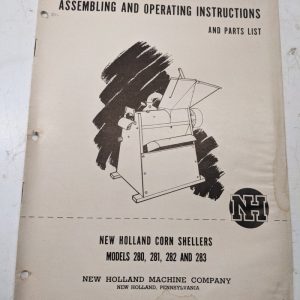 ASSEMBLING AND OPERATING INSTRUCTIONS
AND PARTS LIST
NH
NEW HOLLAND CORN SHELLERS
MODELS 280, 281, 282 AND 283
NEW HOLLAND MACHINE COMPANY
NEW HOLLAND, PENNSYLVANIA